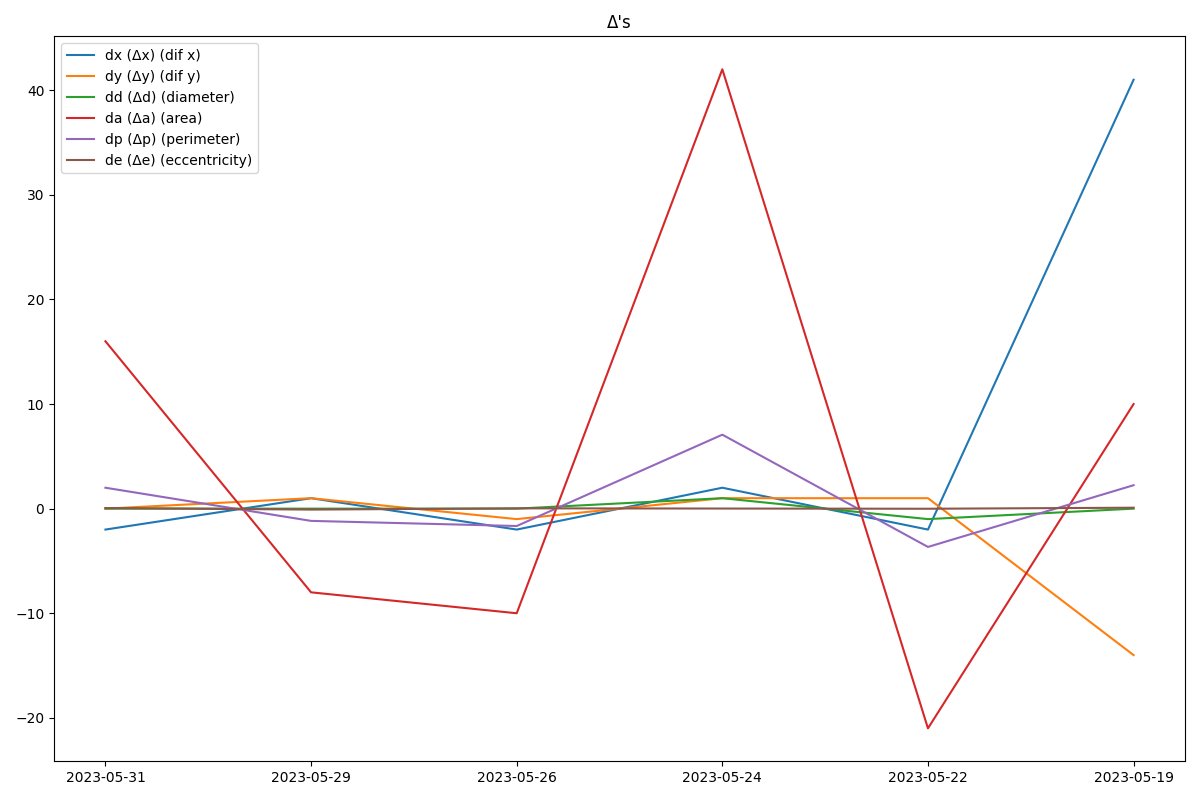 Δ's
dx (Δx) (dif x)
dy (Δy) (dif y)
dd (Δd) (diameter)
da (Δa) (area)
dp (Δp) (perimeter)
de (Δe) (eccentricity)
40
30
20
10
0
−10
−20
2023-05-31 2023-05-29 2023-05-26 2023-05-24 2023-05-22 2023-05-19